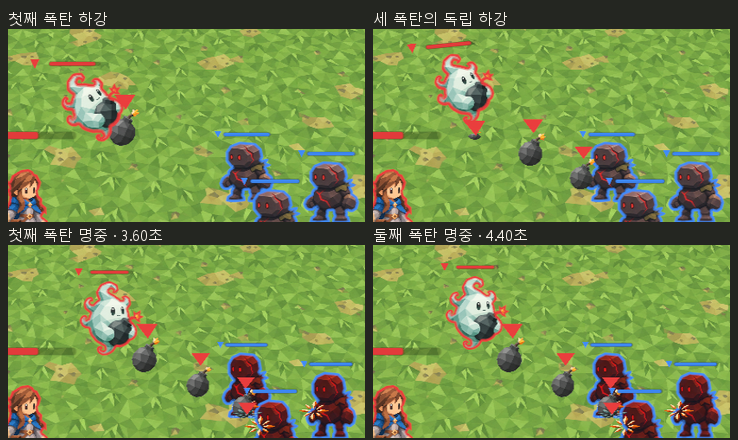 첫째 폭탄 하강
세 폭탄의 독립 하강
첫째 폭탄 명중 · 3.60초
둘째 폭탄 명중 · 4.40초